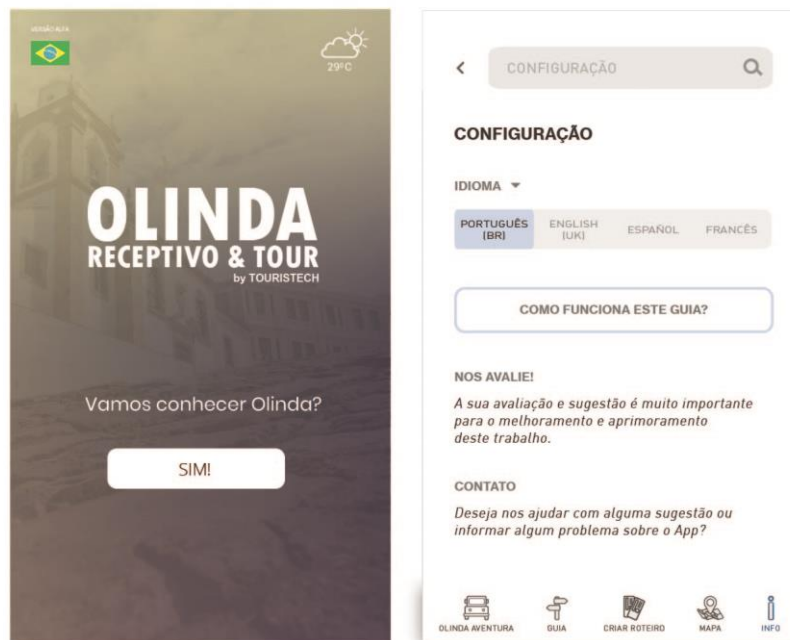 VERSÃO ALFA
29ºC
OLINDA
RECEPTIVO & TOUR
by TOURISTECH
Vamos conhecer Olinda?
SIM!
CONFIGURAÇÃO
CONFIGURAÇÃO
IDIOMA
PORTUGUÊS
(BR)
ENGLISH
(UK)
ESPAÑOL
FRANCÊS
COMO FUNCIONA ESTE GUIA?
NOS AVALIE!
A sua avaliação e sugestão é muito importante
para o melhoramento e aprimoramento
deste trabalho.
CONTATO
Deseja nos ajudar com alguma sugestão ou
informar algum problema sobre o App?
OLINDA AVENTURA
GUIA
CRIAR ROTEIRO
MAPA
INFO